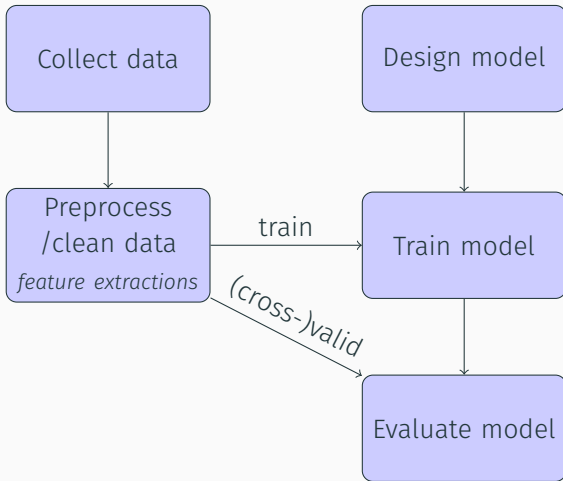 Collect data
Design model
Preprocess
/clean data
feature extractions
train
Train model
(cross-)valid
Evaluate model